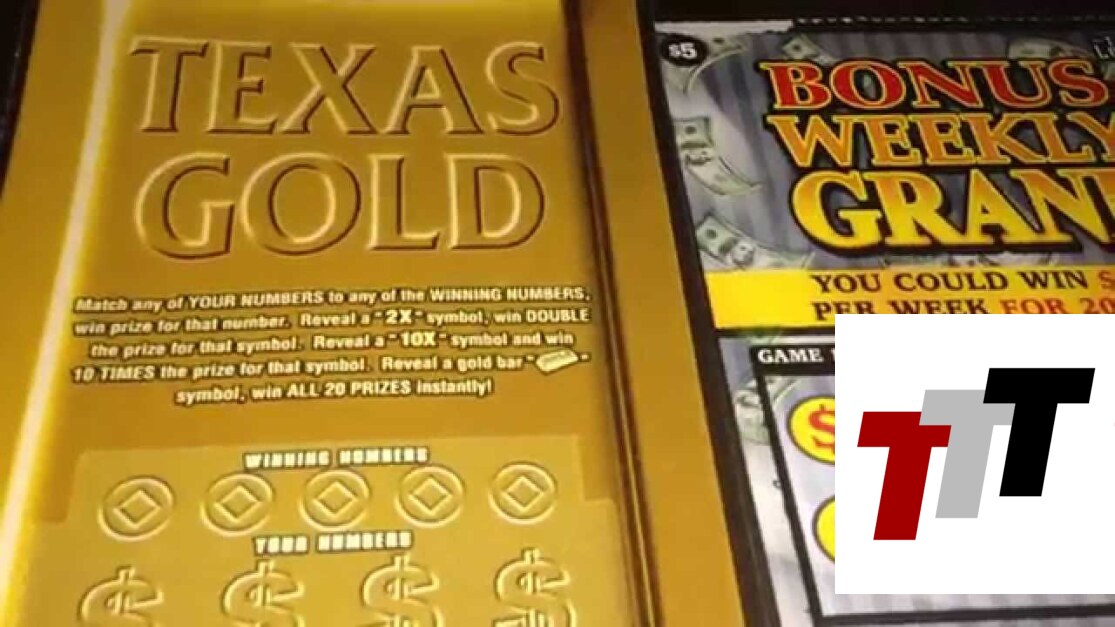 TEXAS
GOLD
Match any of YOUR NUMBERS to any of the WINNING NUMBERS,
win prize for that number. Reveal a "2X" symbol, win DOUBLE
the prize for that symbol. Reveal a "10X" symbol and win
10 TIMES the prize for that symbol. Reveal a gold bar " "
symbol, win ALL 20 PRIZES instantly!
WINNING NUMBERS
YOUR NUMBERS
$ $ $ $
$5
BONUS
WEEKLY
GRAN
YOU COULD WIN $
PER WEEK FOR 20
GAME
$
TTT